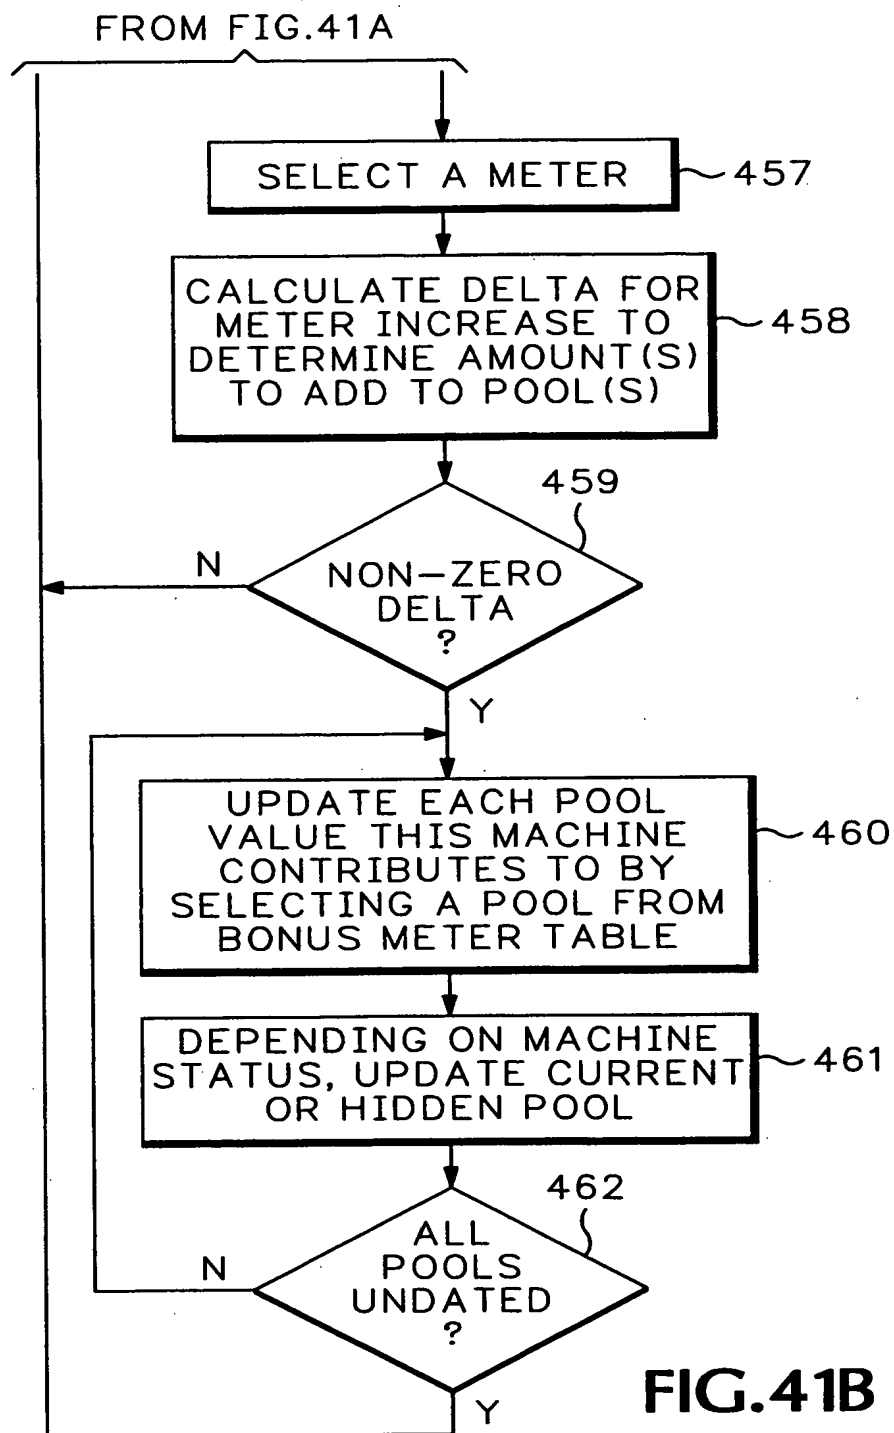 FROM FIG.41A
SELECT A METER
457
CALCULATE DELTA FOR
METER INCREASE TO
DETERMINE AMOUNT(S)
TO ADD TO POOL(S)
458
459
NON-ZERO
DELTA
?
N
Y
UPDATE EACH POOL
VALUE THIS MACHINE
CONTRIBUTES TO BY
SELECTING A POOL FROM
BONUS METER TABLE
460
DEPENDING ON MACHINE
STATUS, UPDATE CURRENT
OR HIDDEN POOL
461
462
ALL
POOLS
UNDATED
?
N
Y
FIG.41B